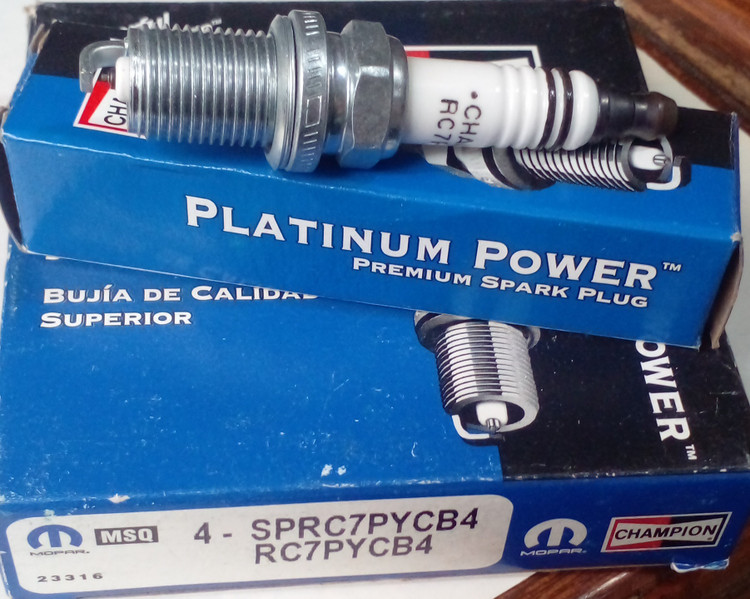 •CHA
RC7
PLATINUM POWER™
PREMIUM SPARK PLUG
BUJÍA DE CALIDAD
SUPERIOR
POWER™
MOPAR®
MSQ
4 - SPRC7PYCB4
RC7PYCB4
23316
MOPAR®
CHAMPION